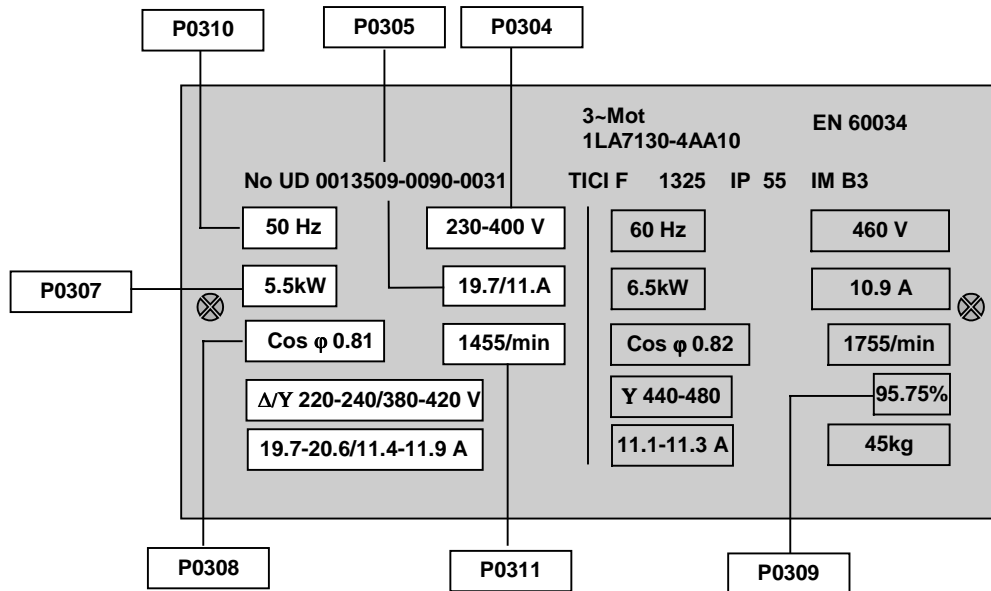 P0310 P0305 P0304
3~Mot EN 60034
1LA7130-4AA10
No UD 0013509-0090-0031 TICI F 1325 IP 55 IM B3
50 Hz 230-400 V 60 Hz 460 V
P0307 5.5kW 19.7/11.A 6.5kW 10.9 A
Cos φ 0.81 1455/min Cos φ 0.82 1755/min
Δ/Y 220-240/380-420 V Y 440-480 95.75%
19.7-20.6/11.4-11.9 A 11.1-11.3 A 45kg
P0308 P0311 P0309